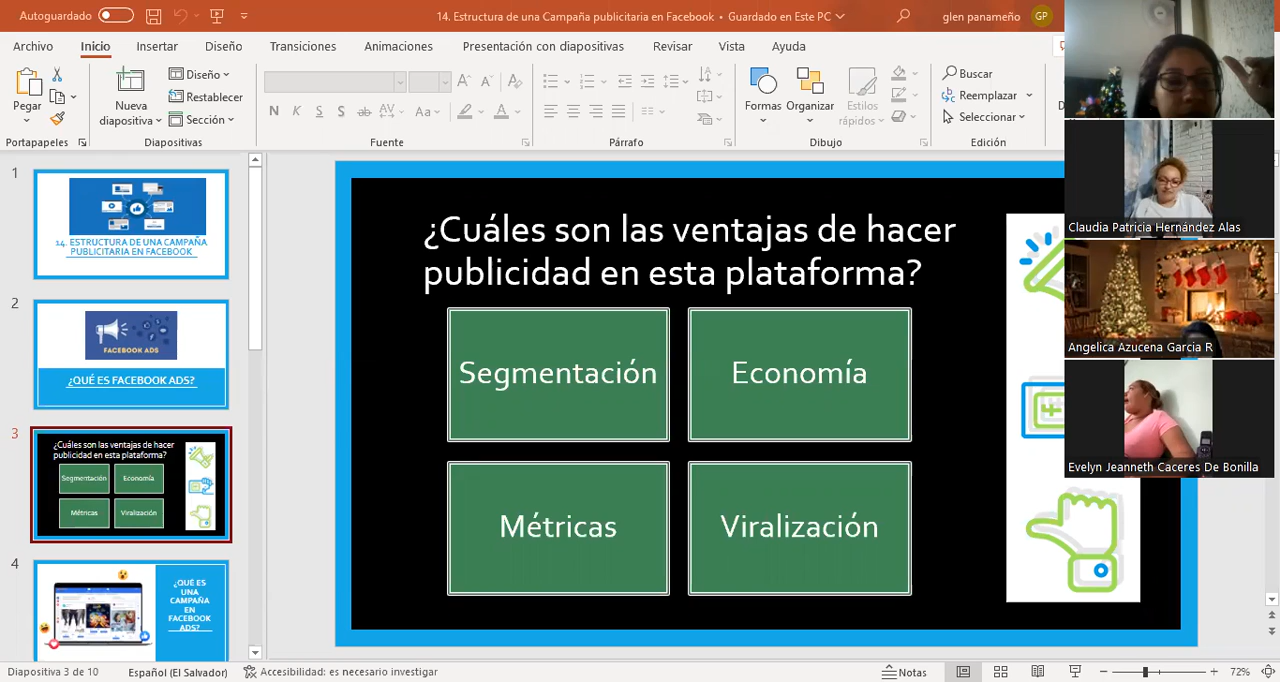 Autoguardado
14. Estructura de una Campaña publicitaria en Facebook • Guardado en Este PC
glen panameño
GP
Archivo Inicio Insertar Diseño Transiciones Animaciones Presentación con diapositivas Revisar Vista Ayuda
Pegar
Nueva
diapositiva
Diseño
Restablecer
Sección
N K S S ab AV Aa A
Formas
Organizar
Estilos
rápidos
Buscar
Reemplazar
Seleccionar
Portapapeles
Diapositivas
Fuente
Párrafo
Dibujo
Edición
1
14. ESTRUCTURA DE UNA CAMPAÑA
PUBLICITARIA EN FACEBOOK
2
FACEBOOK ADS
¿QUÉ ES FACEBOOK ADS?
3
¿Cuáles son las ventajas de hacer
publicidad en esta plataforma?
Segmentación
Economía
Métricas
Viralización
4
¿QUÉ ES
UNA
CAMPAÑA
EN
FACEBOOK
ADS?
¿Cuáles son las ventajas de hacer
publicidad en esta plataforma?
Segmentación
Economía
Métricas
Viralización
Claudia Patricia Hernández Alas
Angelica Azucena Garcia R
Evelyn Jeanneth Caceres De Bonilla
Diapositiva 3 de 10
Español (El Salvador)
Accesibilidad: es necesario investigar
Notas
72%